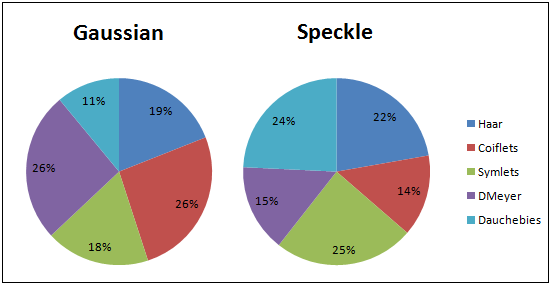 Gaussian
Speckle
11%
19%
26%
26%
18%
24%
22%
15%
14%
25%
Haar
Coiflets
Symlets
DMeyer
Dauchebies